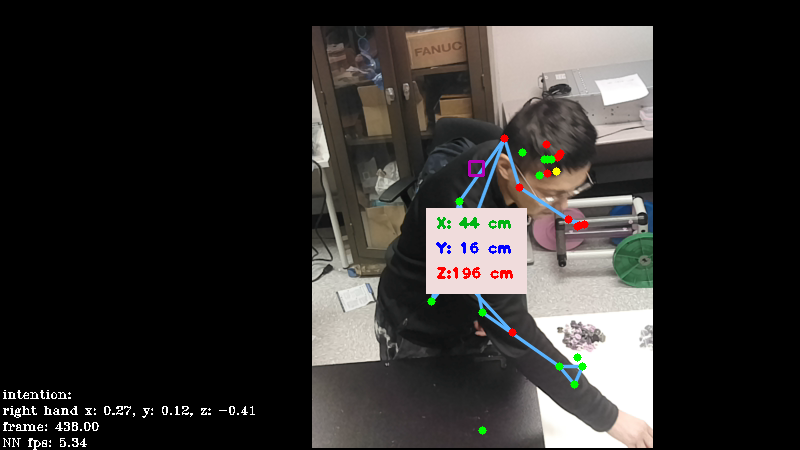 FANUC
X: 44 cm
Y: 16 cm
Z:196 cm
intention:
right hand x: 0.27, y: 0.12, z: -0.41
frame: 438.00
NN fps: 5.34